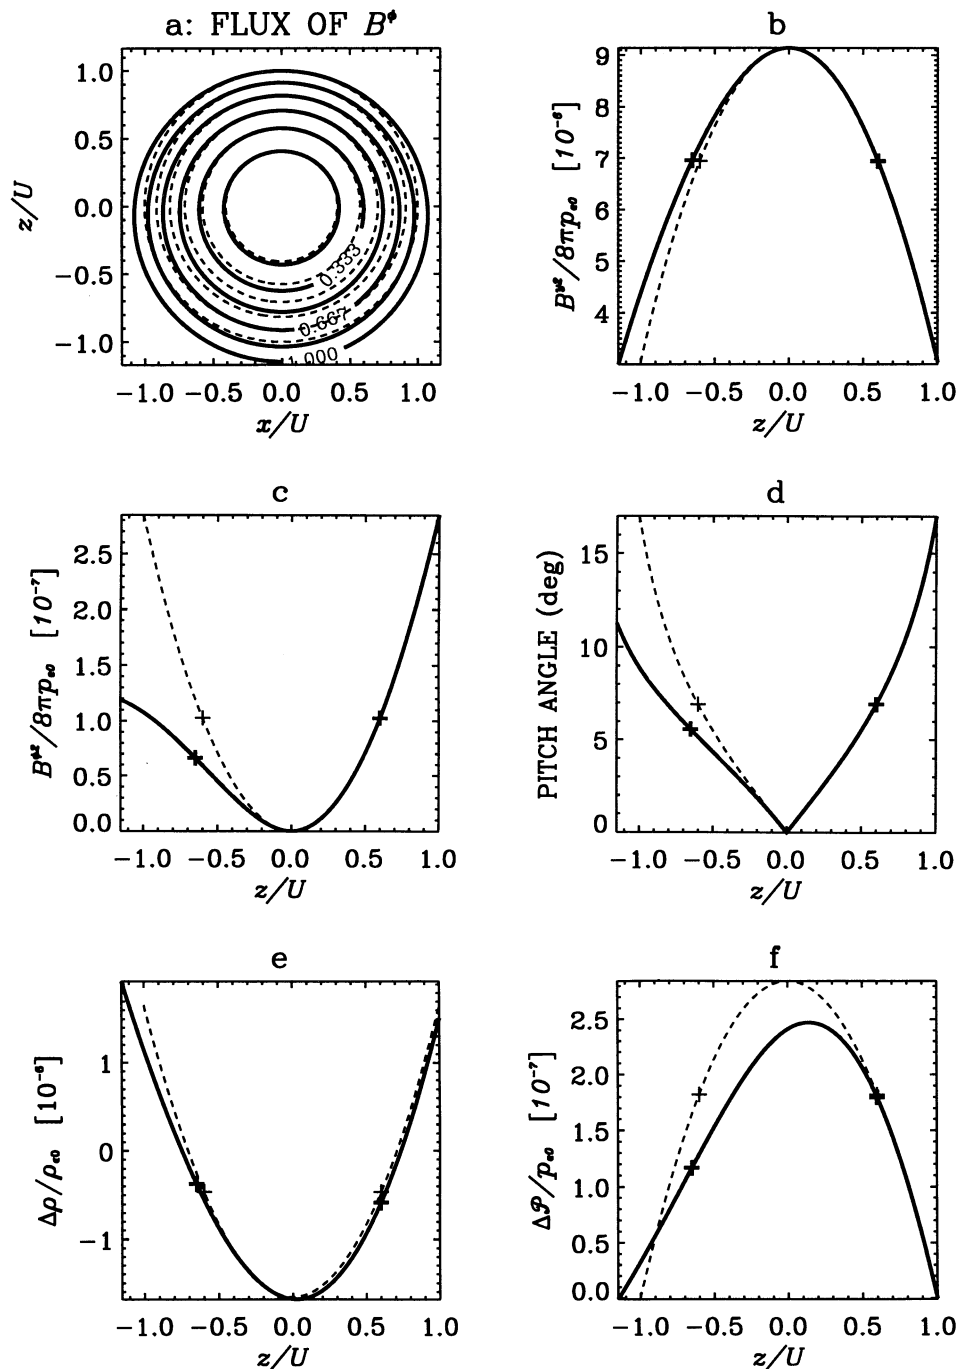 a: FLUX OF B^ϕ
1.0
0.5
0.0
−0.5
−1.0
z/U
0.333
0.667
1.000
−1.0 −0.5 0.0 0.5 1.0
x/U
b
9
8
7
6
5
4
B^y²/8πp_e0 [10⁻⁶]
−1.0 −0.5 0.0 0.5 1.0
z/U
c
2.5
2.0
1.5
1.0
0.5
0.0
B^ϕ²/8πp_e0 [10⁻⁷]
−1.0 −0.5 0.0 0.5 1.0
z/U
d
15
10
5
0
PITCH ANGLE (deg)
−1.0 −0.5 0.0 0.5 1.0
z/U
e
1
0
−1
Δρ/ρ_e0 [10⁻⁶]
−1.0 −0.5 0.0 0.5 1.0
z/U
f
2.5
2.0
1.5
1.0
0.5
0.0
Δ𝒫/p_e0 [10⁻⁷]
−1.0 −0.5 0.0 0.5 1.0
z/U